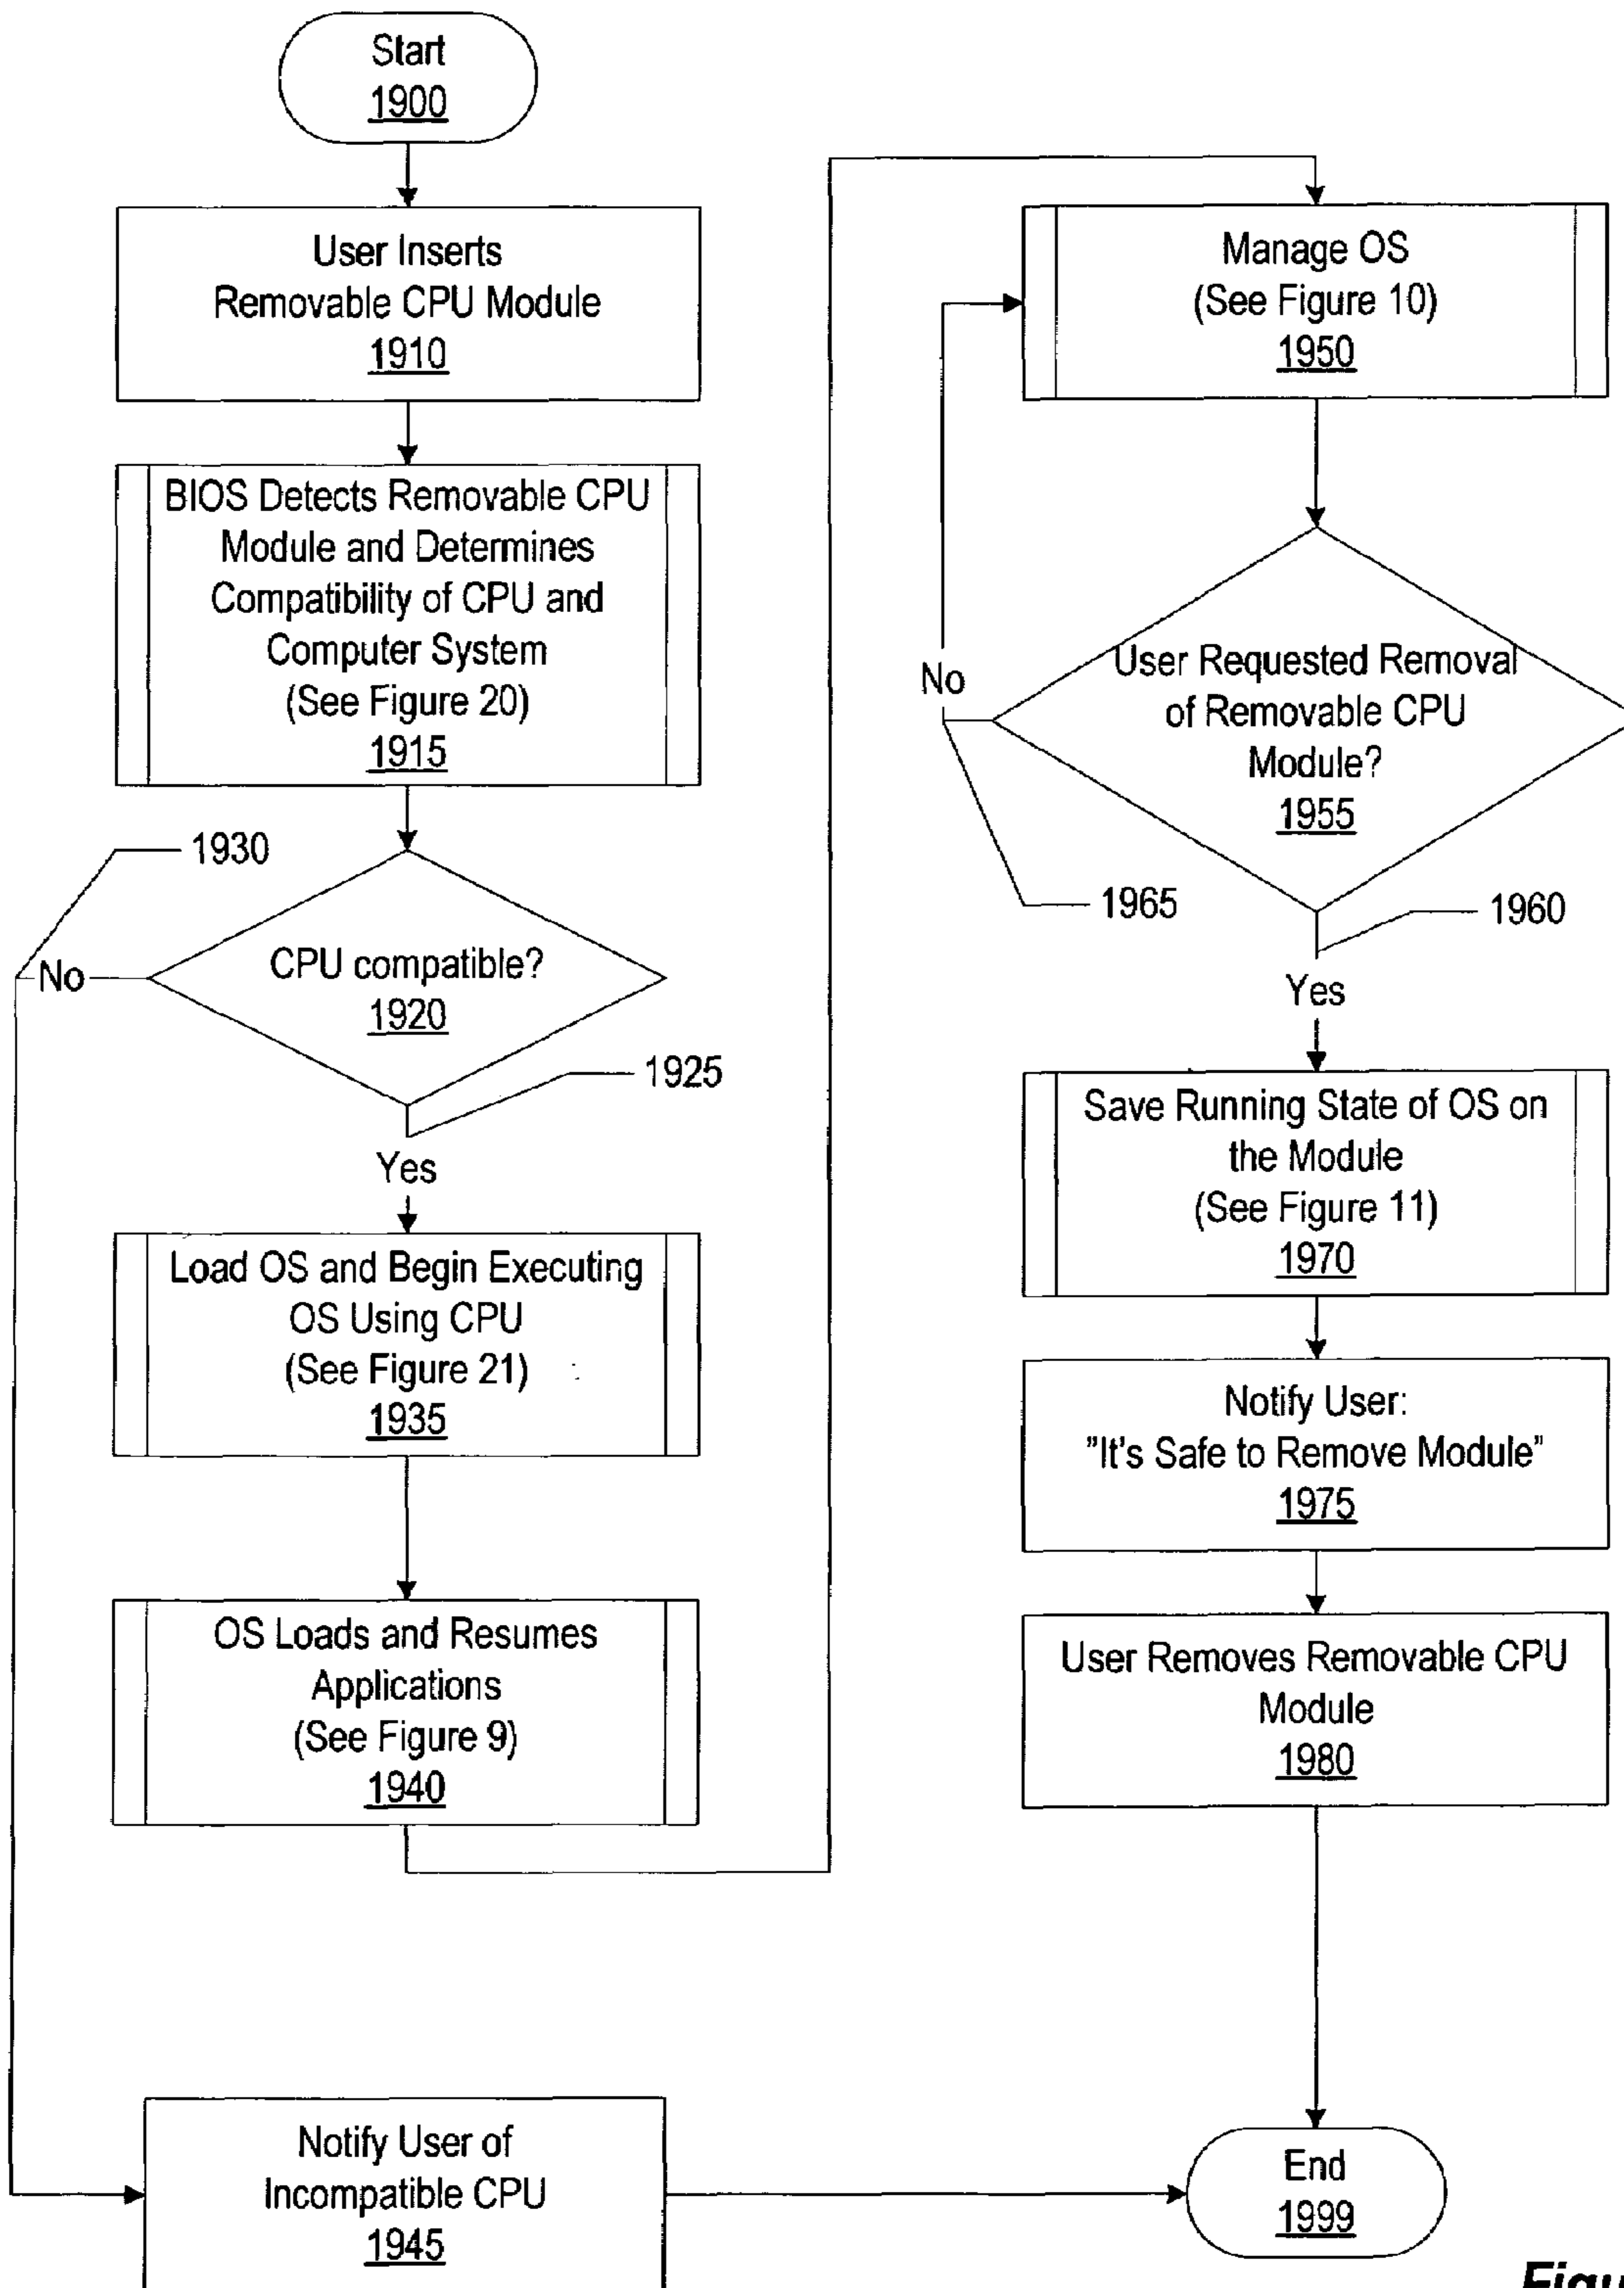 Start
1900
User Inserts
Removable CPU Module
1910
BIOS Detects Removable CPU
Module and Determines
Compatibility of CPU and
Computer System
(See Figure 20)
1915
1930
No
CPU compatible?
1920
1925
Yes
Load OS and Begin Executing
OS Using CPU
(See Figure 21)
1935
OS Loads and Resumes
Applications
(See Figure 9)
1940
Notify User of
Incompatible CPU
1945
Manage OS
(See Figure 10)
1950
No
User Requested Removal
of Removable CPU
Module?
1955
1965
1960
Yes
Save Running State of OS on
the Module
(See Figure 11)
1970
Notify User:
"It's Safe to Remove Module"
1975
User Removes Removable CPU
Module
1980
End
1999